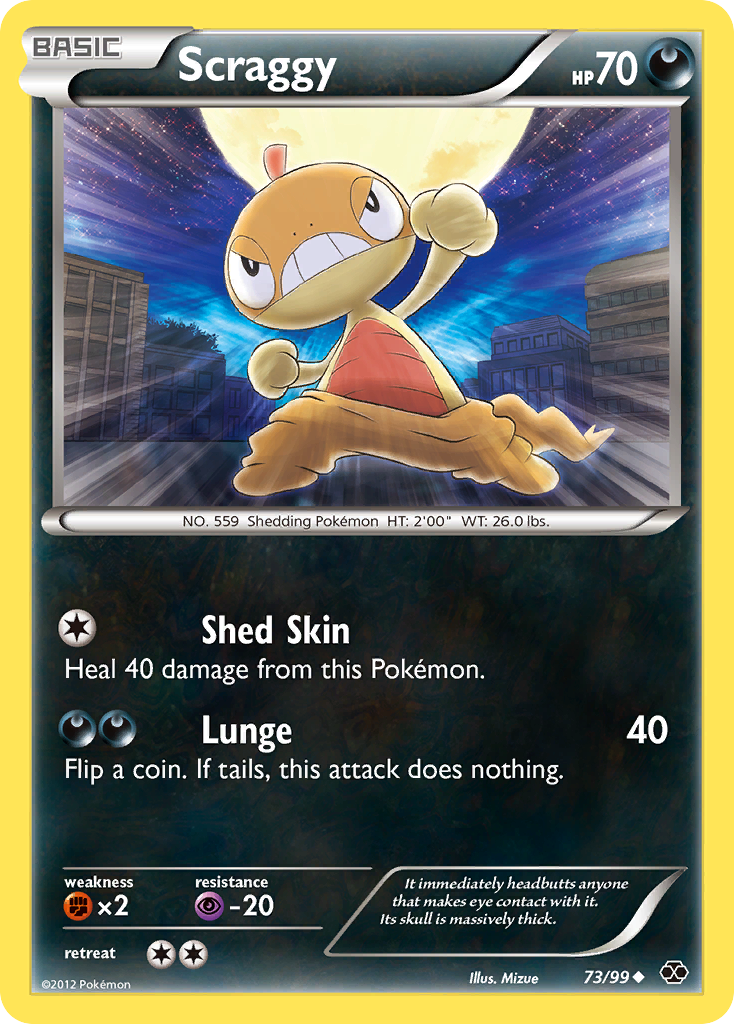 BASIC
Scraggy
HP 70
NO. 559 Shedding Pokémon HT: 2'00" WT: 26.0 lbs.
Shed Skin
Heal 40 damage from this Pokémon.
Lunge 40
Flip a coin. If tails, this attack does nothing.
weakness
×2
resistance
-20
retreat
It immediately headbutts anyone
that makes eye contact with it.
Its skull is massively thick.
©2012 Pokémon
Illus. Mizue
73/99